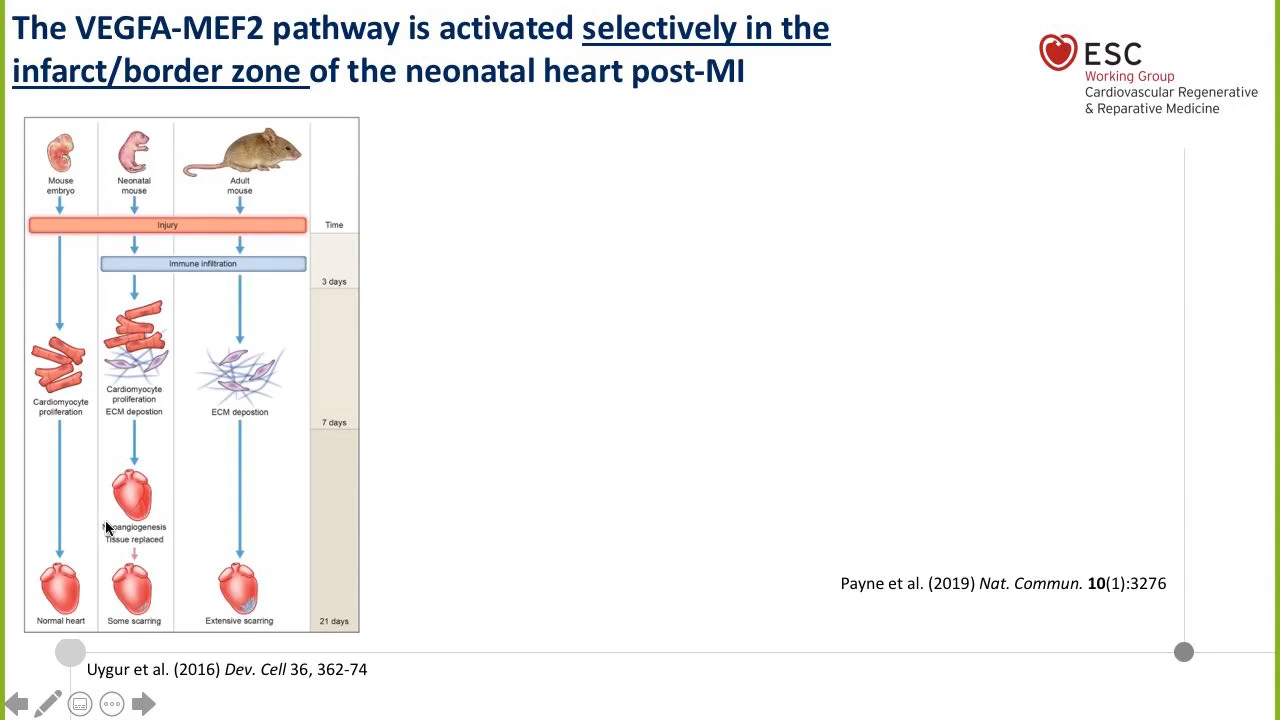 The VEGFA-MEF2 pathway is activated selectively in the
infarct/border zone of the neonatal heart post-MI
ESC
Working Group
Cardiovascular Regenerative
& Reparative Medicine
Mouse
embryo
Neonatal
mouse
Adult
mouse
Injury
Time
Immune infiltration
3 days
Cardiomyocyte
proliferation
Cardiomyocyte
proliferation
ECM depostion
ECM depostion
7 days
Tissue replaced
Normal heart
Some scarring
Extensive scarring
21 days
Payne et al. (2019) Nat. Commun. 10(1):3276
Uygur et al. (2016) Dev. Cell 36, 362-74